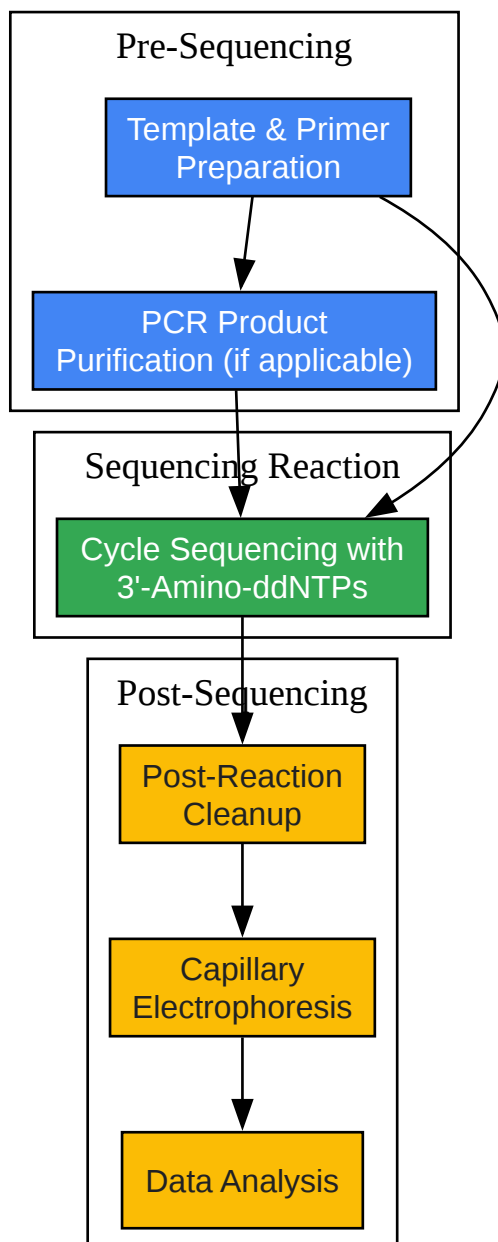 Pre-Sequencing
Template & Primer
Preparation
PCR Product
Purification (if applicable)
Sequencing Reaction
Cycle Sequencing with
3'-Amino-ddNTPs
Post-Sequencing
Post-Reaction
Cleanup
Capillary
Electrophoresis
Data Analysis